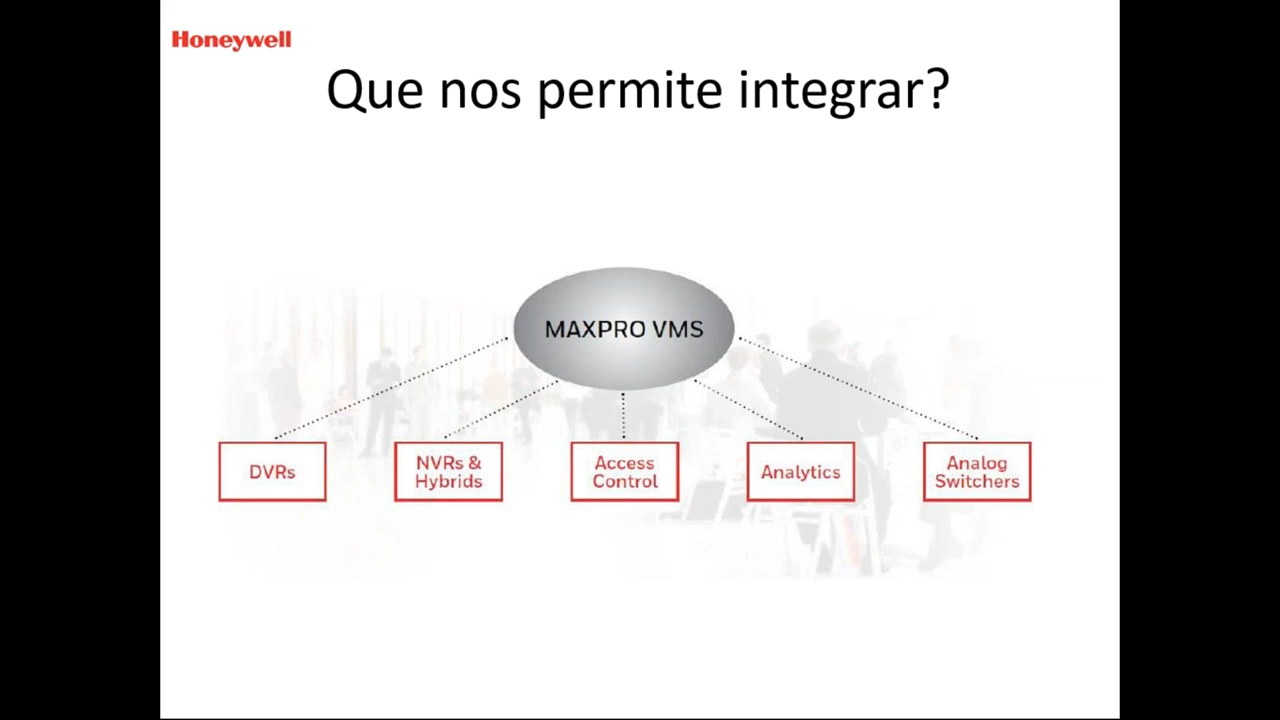 Honeywell
Que nos permite integrar?
MAXPRO VMS
DVRs
NVRs &
Hybrids
Access
Control
Analytics
Analog
Switchers